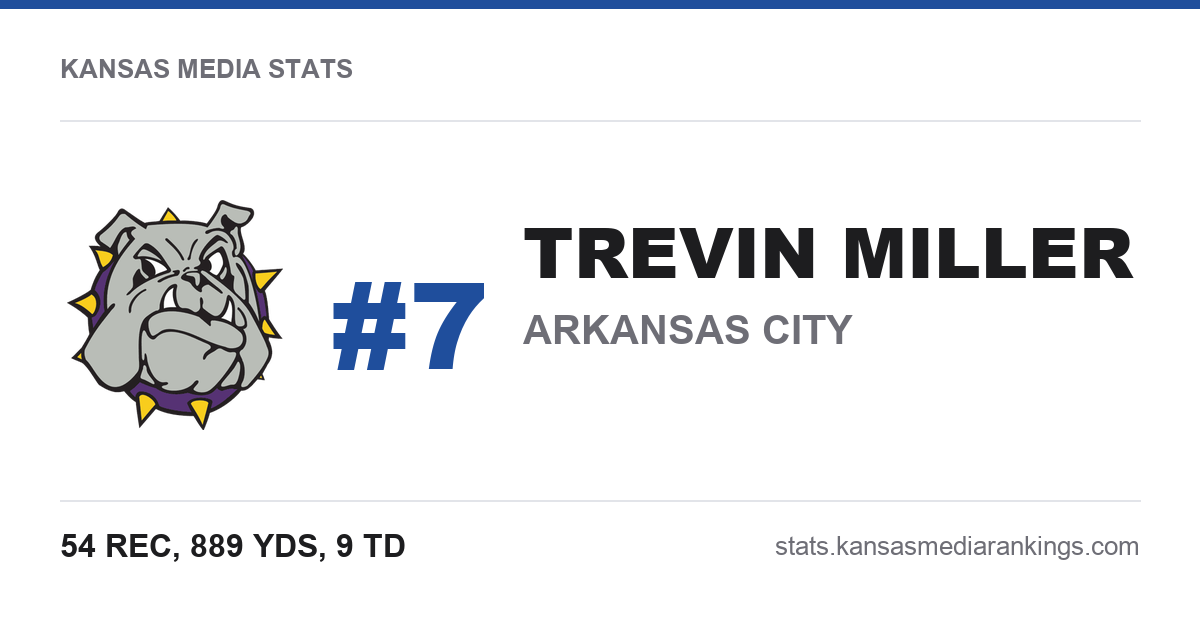 KANSAS MEDIA STATS
#7
TREVIN MILLER
ARKANSAS CITY
54 REC, 889 YDS, 9 TD
stats.kansasmediarankings.com